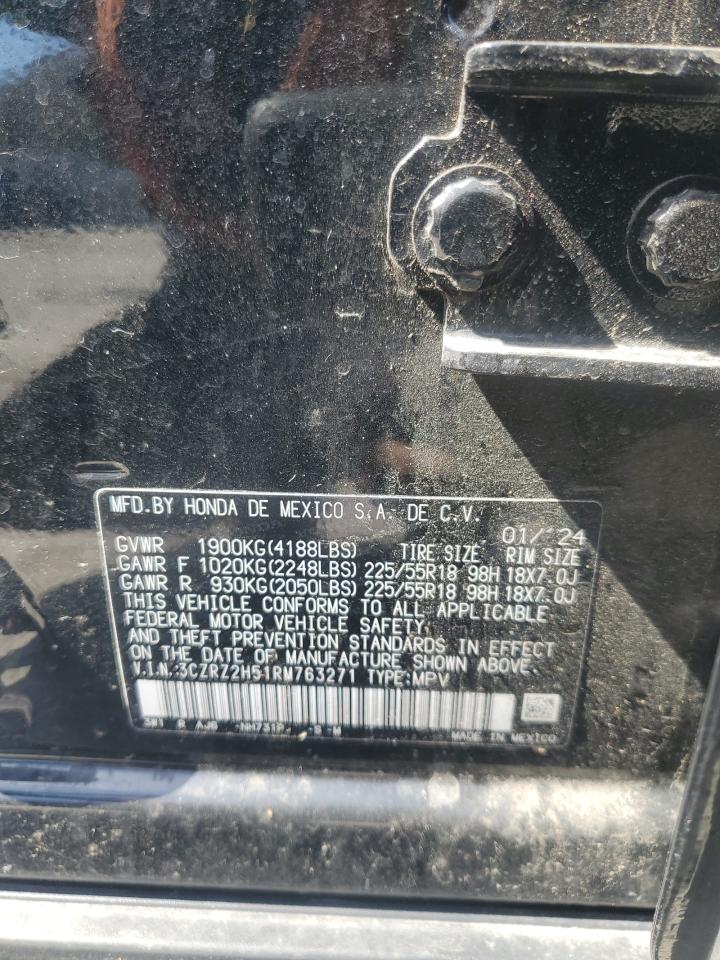 MFD.BY HONDA DE MEXICO S.A. DE C.V.
01/'24
GVWR 1900KG(4188LBS) TIRE SIZE RIM SIZE
GAWR F 1020KG(2248LBS) 225/55R18 98H 18X7.0J
GAWR R 930KG(2050LBS) 225/55R18 98H 18X7.0J
THIS VEHICLE CONFORMS TO ALL APPLICABLE
FEDERAL MOTOR VEHICLE SAFETY,
AND THEFT PREVENTION STANDARDS IN EFFECT
ON THE DATE OF MANUFACTURE SHOWN ABOVE.
V.I.N.:3CZRZ2H51RM763271 TYPE:MPV
3W1 NH731P S M
MADE IN MEXICO